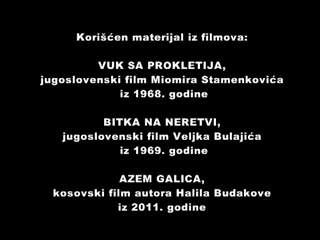 Korišćen materijal iz filmova:
VUK SA PROKLETIJA,
jugoslovenski film Miomira Stamenkovića
iz 1968. godine
BITKA NA NERETVI,
jugoslovenski film Veljka Bulajića
iz 1969. godine
AZEM GALICA,
kosovski film autora Halila Budakove
iz 2011. godine